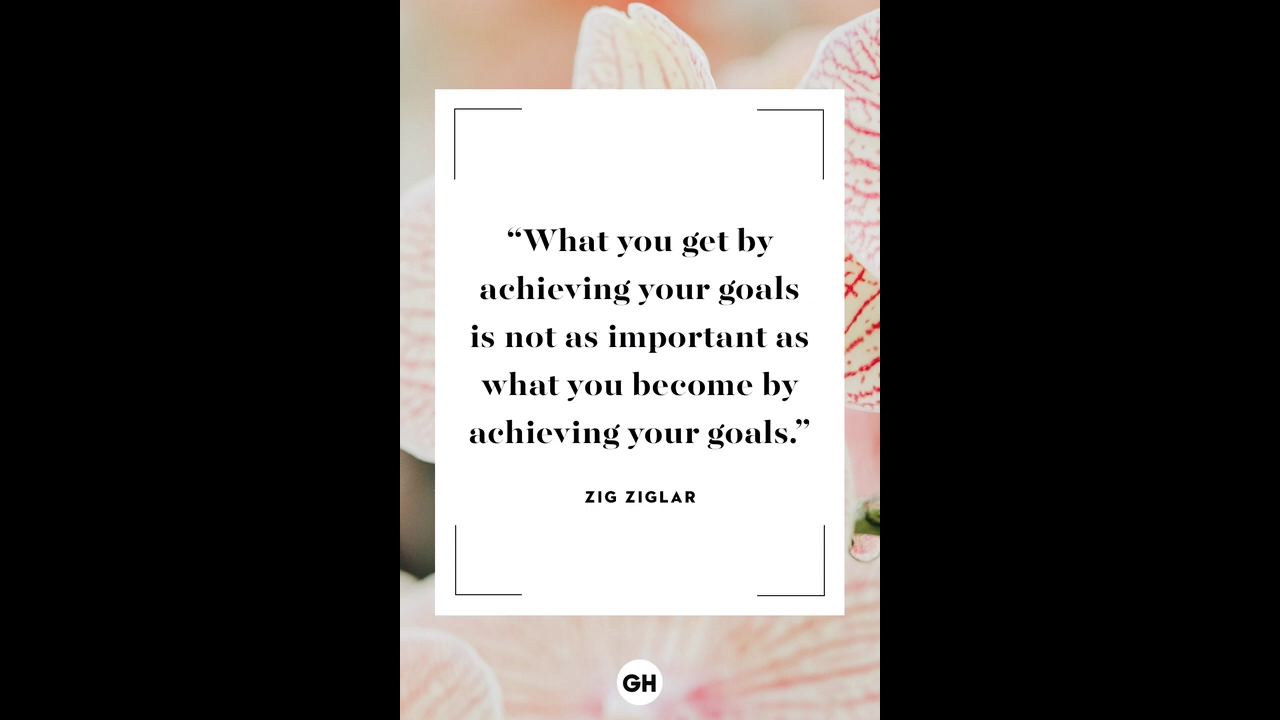 “What you get by
achieving your goals
is not as important as
what you become by
achieving your goals.”
ZIG ZIGLAR
GH